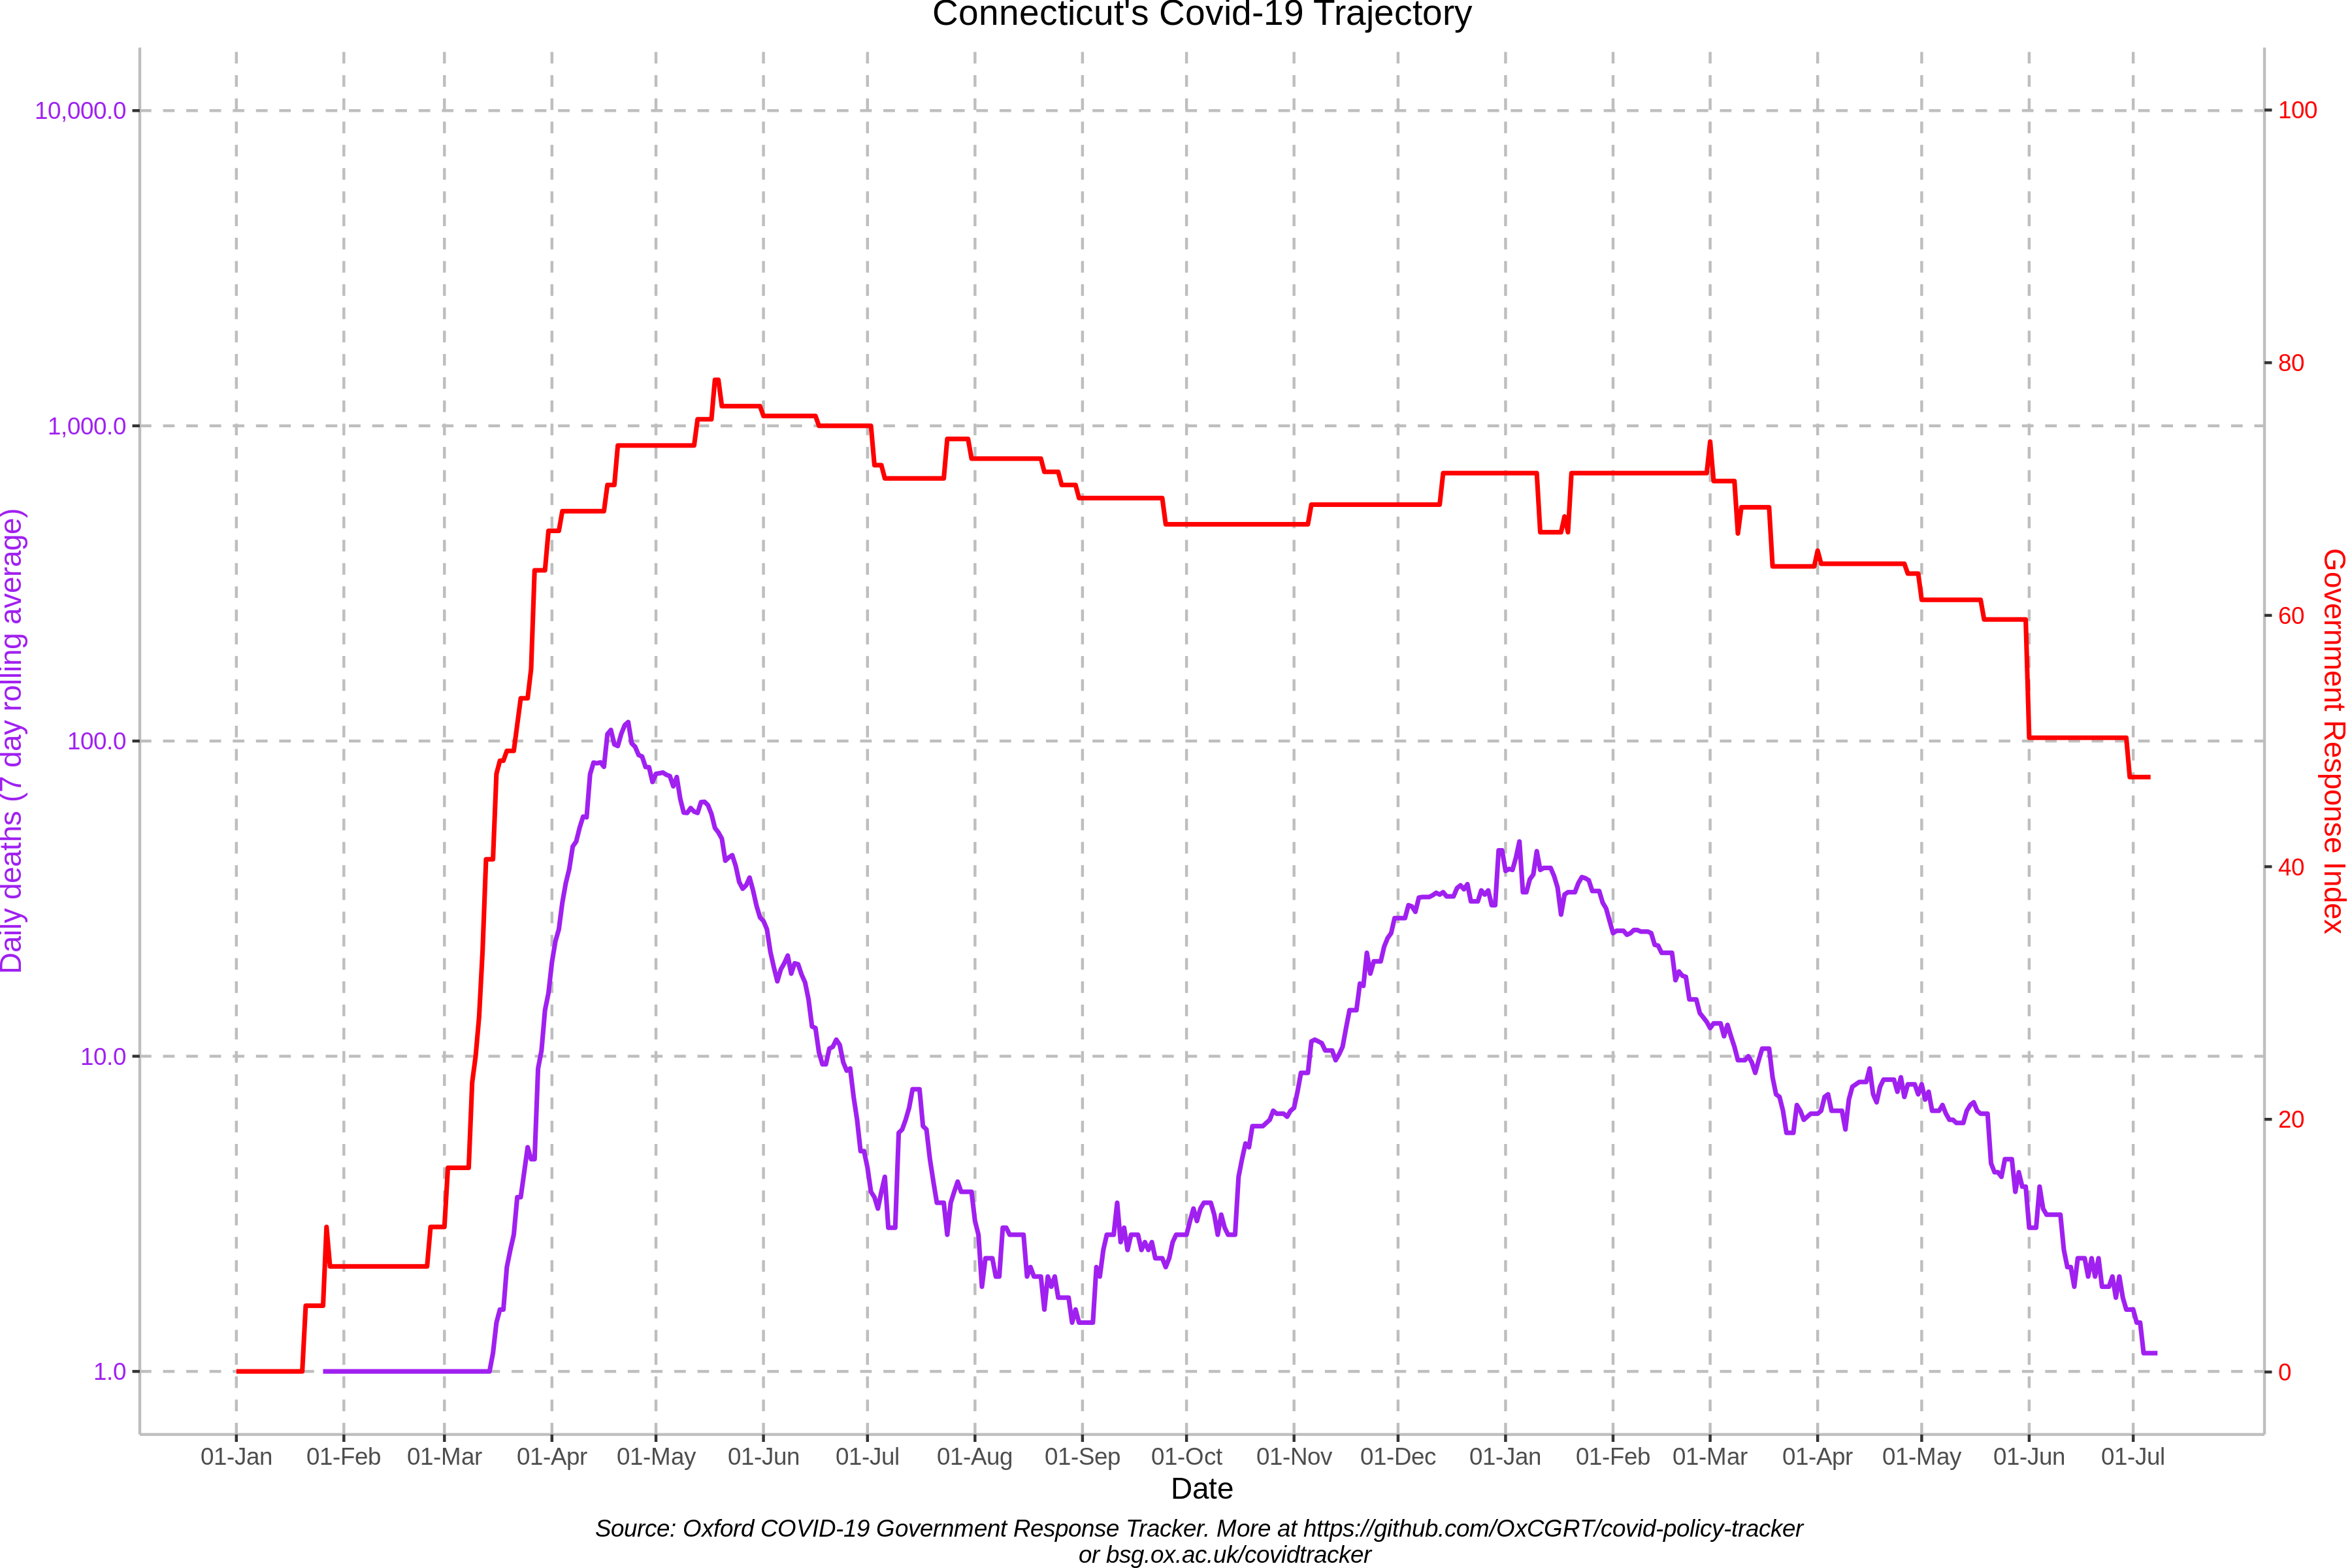 Connecticut's Covid-19 Trajectory
10,000.0
1,000.0
100.0
10.0
1.0
Daily deaths (7 day rolling average)
100
80
60
40
20
0
Government Response Index
01-Jan 01-Feb 01-Mar 01-Apr 01-May 01-Jun 01-Jul 01-Aug 01-Sep 01-Oct 01-Nov 01-Dec 01-Jan 01-Feb 01-Mar 01-Apr 01-May 01-Jun 01-Jul
Date
Source: Oxford COVID-19 Government Response Tracker. More at https://github.com/OxCGRT/covid-policy-tracker
or bsg.ox.ac.uk/covidtracker